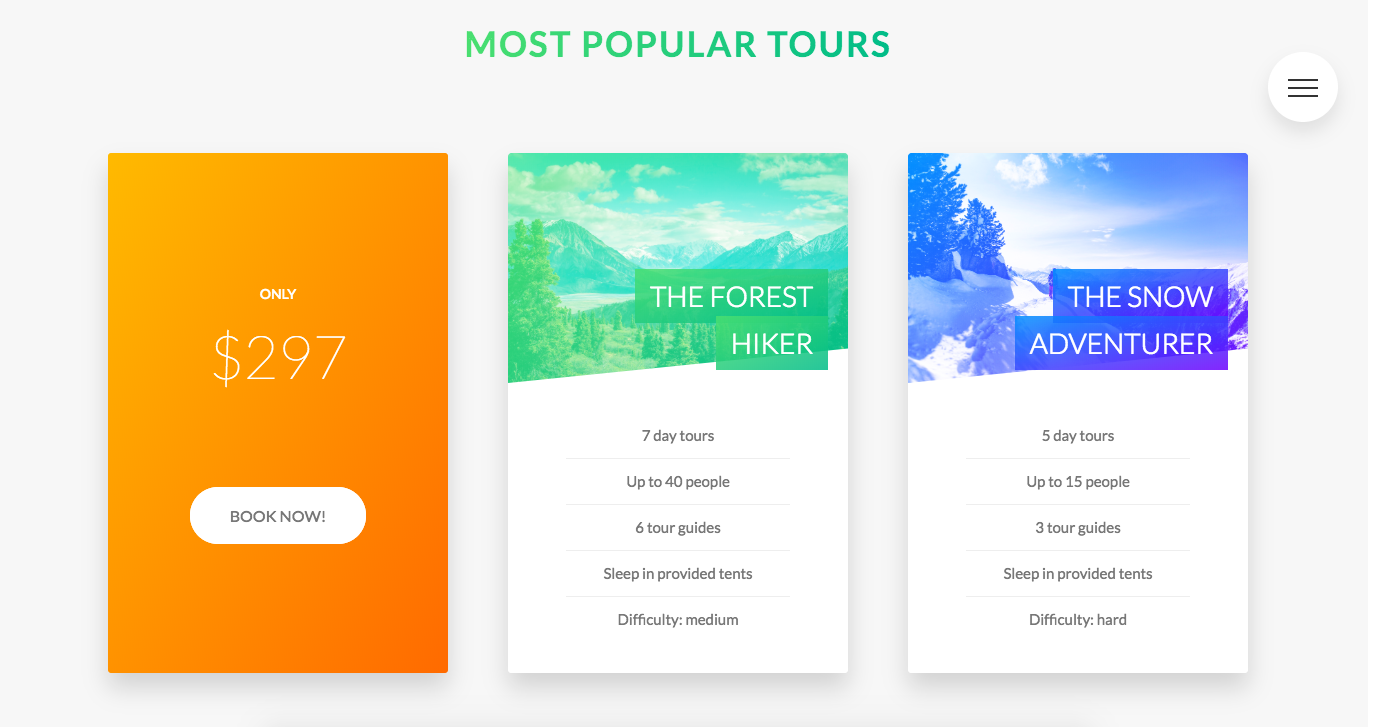 MOST POPULAR TOURS
ONLY
$297
BOOK NOW!
THE FOREST
HIKER
7 day tours
Up to 40 people
6 tour guides
Sleep in provided tents
Difficulty: medium
THE SNOW
ADVENTURER
5 day tours
Up to 15 people
3 tour guides
Sleep in provided tents
Difficulty: hard